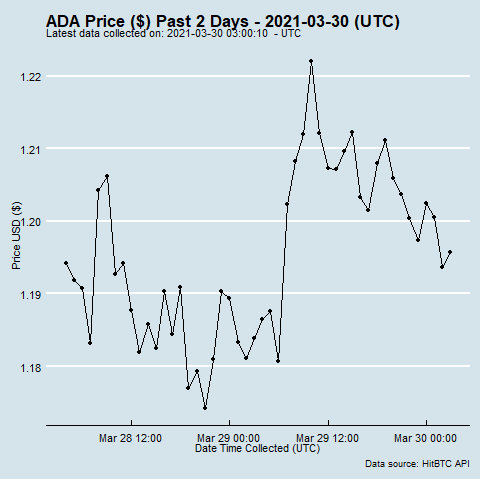 ADA Price ($) Past 2 Days - 2021-03-30 (UTC)
Latest data collected on: 2021-03-30 03:00:10 - UTC
1.22
1.21
1.20
1.19
1.18
Price USD ($)
Mar 28 12:00 Mar 29 00:00 Mar 29 12:00 Mar 30 00:00
Date Time Collected (UTC)
Data source: HitBTC API